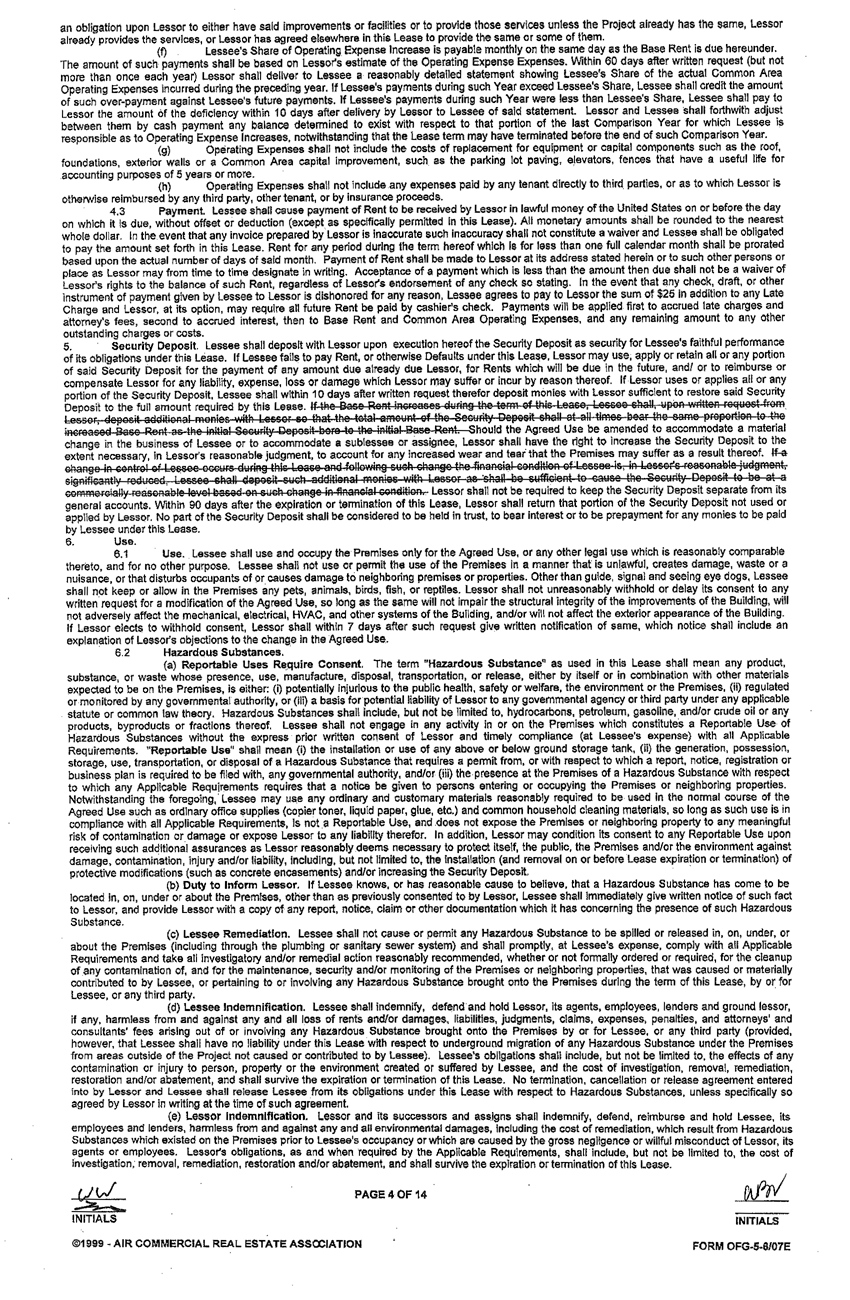 an obligation upon Lessor to either have said improvements or facilities or to provide those services unless the Project already has the same, Lessor
already provides the services, or Lessor has agreed elsewhere in this Lease to provide the same or some of them.
(f) Lessee's Share of Operating Expense Increase is payable monthly on the same day as the Base Rent is due hereunder.
The amount of such payments shall be based on Lessor's estimate of the Operating Expense Expenses. Within 60 days after written request (but not
more than once each year) Lessor shall deliver to Lessee a reasonably detailed statement showing Lessee's Share of the actual Common Area
Operating Expenses incurred during the preceding year. If Lessee's payments during such Year exceed Lessee's Share, Lessee shall credit the amount
of such over-payment against Lessee's future payments. If Lessee's payments during such Year were less than Lessee's Share, Lessee shall pay to
Lessor the amount of the deficiency within 10 days after delivery by Lessor to Lessee of said statement. Lessor and Lessee shall forthwith adjust
between them by cash payment any balance determined to exist with respect to that portion of the last Comparison Year for which Lessee is
responsible as to Operating Expense Increases, notwithstanding that the Lease term may have terminated before the end of such Comparison Year.
(g) Operating Expenses shall not include the costs of replacement for equipment or capital components such as the roof,
foundations, exterior walls or a Common Area capital improvement, such as the parking lot paving, elevators, fences that have a useful life for
accounting purposes of 5 years or more.
(h) Operating Expenses shall not include any expenses paid by any tenant directly to third parties, or as to which Lessor is
otherwise reimbursed by any third party, other tenant, or by insurance proceeds.
4.3 Payment. Lessee shall cause payment of Rent to be received by Lessor in lawful money of the United States on or before the day
on which it is due, without offset or deduction (except as specifically permitted in this Lease). All monetary amounts shall be rounded to the nearest
whole dollar. In the event that any invoice prepared by Lessor is inaccurate such inaccuracy shall not constitute a waiver and Lessee shall be obligated
to pay the amount set forth in this Lease. Rent for any period during the term hereof which is for less than one full calendar month shall be prorated
based upon the actual number of days of said month. Payment of Rent shall be made to Lessor at its address stated herein or to such other persons or
place as Lessor may from time to time designate in writing. Acceptance of a payment which is less than the amount then due shall not be a waiver of
Lessor's rights to the balance of such Rent, regardless of Lessor's endorsement of any check so stating. In the event that any check, draft, or other
instrument of payment given by Lessee to Lessor is dishonored for any reason, Lessee agrees to pay to Lessor the sum of $25 in addition to any Late
Charge and Lessor, at its option, may require all future Rent be paid by cashier's check. Payments will be applied first to accrued late charges and
attorney's fees, second to accrued interest, then to Base Rent and Common Area Operating Expenses, and any remaining amount to any other
outstanding charges or costs.
5. Security Deposit. Lessee shall deposit with Lessor upon execution hereof the Security Deposit as security for Lessee's faithful performance
of its obligations under this Lease. If Lessee fails to pay Rent, or otherwise Defaults under this Lease, Lessor may use, apply or retain all or any portion
of said Security Deposit for the payment of any amount due already due Lessor, for Rents which will be due in the future, and/ or to reimburse or
compensate Lessor for any liability, expense, loss or damage which Lessor may suffer or incur by reason thereof. If Lessor uses or applies all or any
portion of the Security Deposit, Lessee shall within 10 days after written request therefor deposit monies with Lessor sufficient to restore said Security
Deposit to the full amount required by this Lease. If the Base Rent increases during the term of this Lease, Lessee shall, upon written request from
Lessor, deposit additional monies with Lessor so that the total amount of the Security Deposit shall at all times bear the same proportion to the
increased Base Rent as the initial Security Deposit bore to the initial Base Rent. Should the Agreed Use be amended to accommodate a material
change in the business of Lessee or to accommodate a sublessee or assignee, Lessor shall have the right to increase the Security Deposit to the
extent necessary, in Lessor's reasonable judgment, to account for any increased wear and tear that the Premises may suffer as a result thereof. If a
change in control of Lessee occurs during this Lease and following such change the financial condition of Lessee is, in Lessor's reasonable judgment,
significantly reduced, Lessee shall deposit such additional monies with Lessor as shall be sufficient to cause the Security Deposit to be at a
commercially reasonable level based on such change in financial condition. Lessor shall not be required to keep the Security Deposit separate from its
general accounts. Within 90 days after the expiration or termination of this Lease, Lessor shall return that portion of the Security Deposit not used or
applied by Lessor. No part of the Security Deposit shall be considered to be held in trust, to bear interest or to be prepayment for any monies to be paid
by Lessee under this Lease.
6. Use.
6.1 Use. Lessee shall use and occupy the Premises only for the Agreed Use, or any other legal use which is reasonably comparable
thereto, and for no other purpose. Lessee shall not use or permit the use of the Premises in a manner that is unlawful, creates damage, waste or a
nuisance, or that disturbs occupants of or causes damage to neighboring premises or properties. Other than guide, signal and seeing eye dogs, Lessee
shall not keep or allow in the Premises any pets, animals, birds, fish, or reptiles. Lessor shall not unreasonably withhold or delay its consent to any
written request for a modification of the Agreed Use, so long as the same will not impair the structural integrity of the improvements of the Building, will
not adversely affect the mechanical, electrical, HVAC, and other systems of the Building, and/or will not affect the exterior appearance of the Building.
If Lessor elects to withhold consent, Lessor shall within 7 days after such request give written notification of same, which notice shall include an
explanation of Lessor's objections to the change in the Agreed Use.
6.2 Hazardous Substances.
(a) Reportable Uses Require Consent. The term "Hazardous Substance" as used in this Lease shall mean any product,
substance, or waste whose presence, use, manufacture, disposal, transportation, or release, either by itself or in combination with other materials
expected to be on the Premises, is either: (i) potentially injurious to the public health, safety or welfare, the environment or the Premises, (ii) regulated
or monitored by any governmental authority, or (iii) a basis for potential liability of Lessor to any governmental agency or third party under any applicable
statute or common law theory. Hazardous Substances shall include, but not be limited to, hydrocarbons, petroleum, gasoline, and/or crude oil or any
products, byproducts or fractions thereof. Lessee shall not engage in any activity in or on the Premises which constitutes a Reportable Use of
Hazardous Substances without the express prior written consent of Lessor and timely compliance (at Lessee's expense) with all Applicable
Requirements. "Reportable Use" shall mean (i) the installation or use of any above or below ground storage tank, (ii) the generation, possession,
storage, use, transportation, or disposal of a Hazardous Substance that requires a permit from, or with respect to which a report, notice, registration or
business plan is required to be filed with, any governmental authority, and/or (iii) the presence at the Premises of a Hazardous Substance with respect
to which any Applicable Requirements requires that a notice be given to persons entering or occupying the Premises or neighboring properties.
Notwithstanding the foregoing, Lessee may use any ordinary and customary materials reasonably required to be used in the normal course of the
Agreed Use such as ordinary office supplies (copier toner, liquid paper, glue, etc.) and common household cleaning materials, so long as such use is in
compliance with all Applicable Requirements, is not a Reportable Use, and does not expose the Premises or neighboring property to any meaningful
risk of contamination or damage or expose Lessor to any liability therefor. In addition, Lessor may condition its consent to any Reportable Use upon
receiving such additional assurances as Lessor reasonably deems necessary to protect itself, the public, the Premises and/or the environment against
damage, contamination, injury and/or liability, including, but not limited to, the installation (and removal on or before Lease expiration or termination) of
protective modifications (such as concrete encasements) and/or increasing the Security Deposit.
(b) Duty to Inform Lessor. If Lessee knows, or has reasonable cause to believe, that a Hazardous Substance has come to be
located in, on, under or about the Premises, other than as previously consented to by Lessor, Lessee shall immediately give written notice of such fact
to Lessor, and provide Lessor with a copy of any report, notice, claim or other documentation which it has concerning the presence of such Hazardous
Substance.
(c) Lessee Remediation. Lessee shall not cause or permit any Hazardous Substance to be spilled or released in, on, under, or
about the Premises (including through the plumbing or sanitary sewer system) and shall promptly, at Lessee's expense, comply with all Applicable
Requirements and take all investigatory and/or remedial action reasonably recommended, whether or not formally ordered or required, for the cleanup
of any contamination of, and for the maintenance, security and/or monitoring of the Premises or neighboring properties, that was caused or materially
contributed to by Lessee, or pertaining to or involving any Hazardous Substance brought onto the Premises during the term of this Lease, by or for
Lessee, or any third party.
(d) Lessee Indemnification. Lessee shall indemnify, defend and hold Lessor, its agents, employees, lenders and ground lessor,
if any, harmless from and against any and all loss of rents and/or damages, liabilities, judgments, claims, expenses, penalties, and attorneys' and
consultants' fees arising out of or involving any Hazardous Substance brought onto the Premises by or for Lessee, or any third party (provided,
however, that Lessee shall have no liability under this Lease with respect to underground migration of any Hazardous Substance under the Premises
from areas outside of the Project not caused or contributed to by Lessee). Lessee's obligations shall include, but not be limited to, the effects of any
contamination or injury to person, property or the environment created or suffered by Lessee, and the cost of investigation, removal, remediation,
restoration and/or abatement, and shall survive the expiration or termination of this Lease. No termination, cancellation or release agreement entered
into by Lessor and Lessee shall release Lessee from its obligations under this Lease with respect to Hazardous Substances, unless specifically so
agreed by Lessor in writing at the time of such agreement.
(e) Lessor Indemnification. Lessor and its successors and assigns shall indemnify, defend, reimburse and hold Lessee, its
employees and lenders, harmless from and against any and all environmental damages, including the cost of remediation, which result from Hazardous
Substances which existed on the Premises prior to Lessee's occupancy or which are caused by the gross negligence or willful misconduct of Lessor, its
agents or employees. Lessor's obligations, as and when required by the Applicable Requirements, shall include, but not be limited to, the cost of
investigation, removal, remediation, restoration and/or abatement, and shall survive the expiration or termination of this Lease.
PAGE 4 OF 14
INITIALS
INITIALS
©1999 - AIR COMMERCIAL REAL ESTATE ASSOCIATION
FORM OFG-5-6/07E